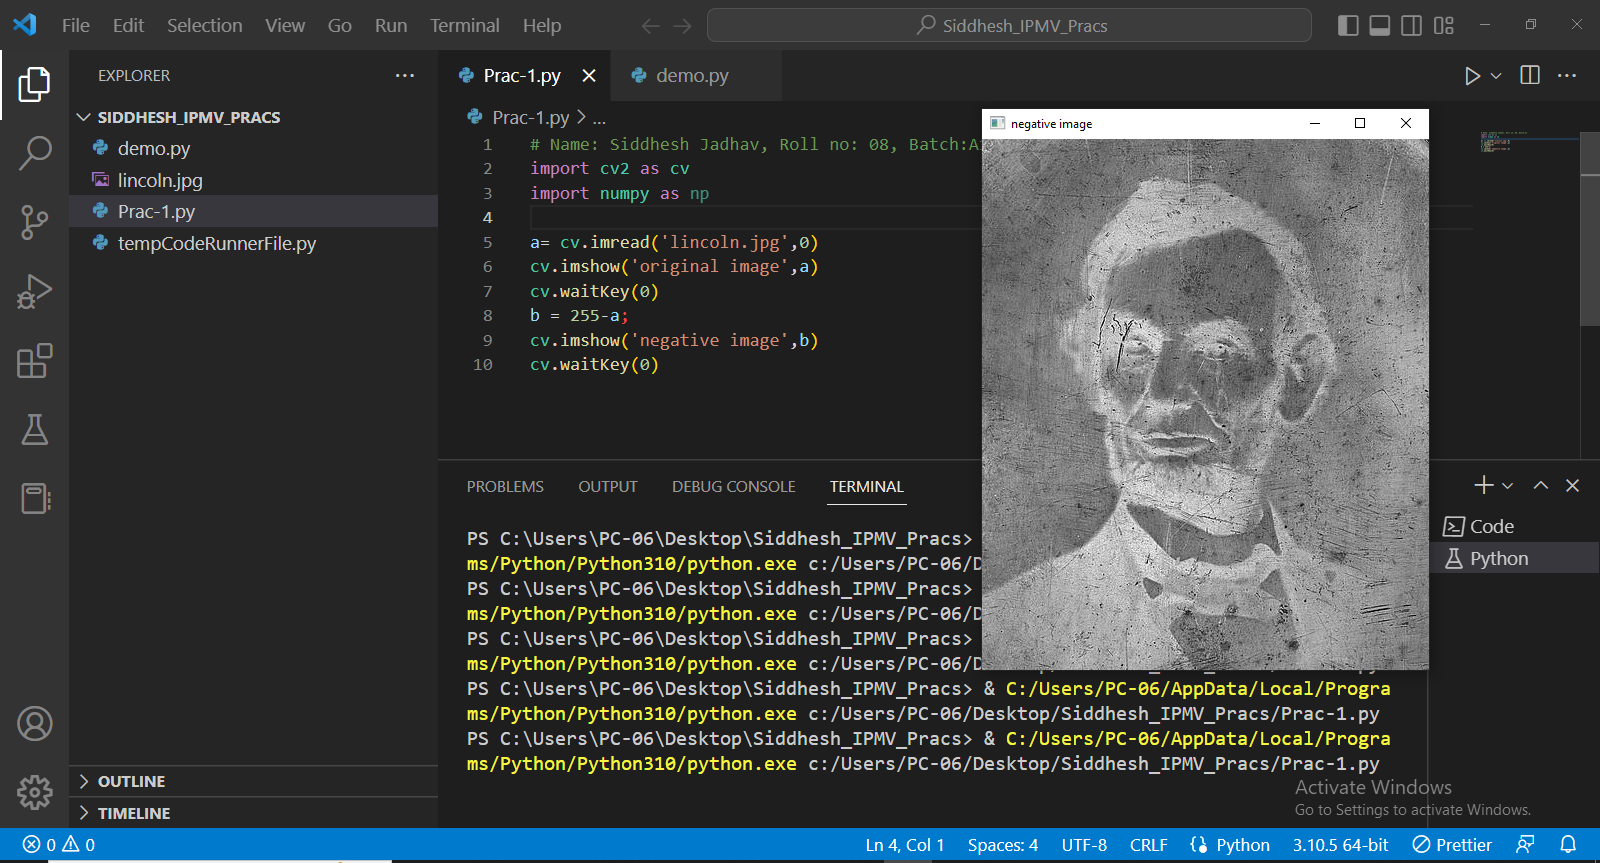 File Edit Selection View Go Run Terminal Help
Siddhesh_IPMV_Pracs
EXPLORER
SIDDHESH_IPMV_PRACS
demo.py
lincoln.jpg
Prac-1.py
tempCodeRunnerFile.py
OUTLINE
TIMELINE
Prac-1.py demo.py
Prac-1.py > ...
1 # Name: Siddhesh Jadhav, Roll no: 08, Batch:A
2 import cv2 as cv
3 import numpy as np
4
5 a= cv.imread('lincoln.jpg',0)
6 cv.imshow('original image',a)
7 cv.waitKey(0)
8 b = 255-a;
9 cv.imshow('negative image',b)
10 cv.waitKey(0)
negative image
PROBLEMS OUTPUT DEBUG CONSOLE TERMINAL
PS C:\Users\PC-06\Desktop\Siddhesh_IPMV_Pracs>
ms/Python/Python310/python.exe c:/Users/PC-06/D
PS C:\Users\PC-06\Desktop\Siddhesh_IPMV_Pracs>
ms/Python/Python310/python.exe c:/Users/PC-06/D
PS C:\Users\PC-06\Desktop\Siddhesh_IPMV_Pracs>
ms/Python/Python310/python.exe c:/Users/PC-06/D
PS C:\Users\PC-06\Desktop\Siddhesh_IPMV_Pracs> & C:/Users/PC-06/AppData/Local/Progra
ms/Python/Python310/python.exe c:/Users/PC-06/Desktop/Siddhesh_IPMV_Pracs/Prac-1.py
PS C:\Users\PC-06\Desktop\Siddhesh_IPMV_Pracs> & C:/Users/PC-06/AppData/Local/Progra
ms/Python/Python310/python.exe c:/Users/PC-06/Desktop/Siddhesh_IPMV_Pracs/Prac-1.py
Code
Python
Activate Windows
Go to Settings to activate Windows.
0 0 Ln 4, Col 1 Spaces: 4 UTF-8 CRLF Python 3.10.5 64-bit Prettier